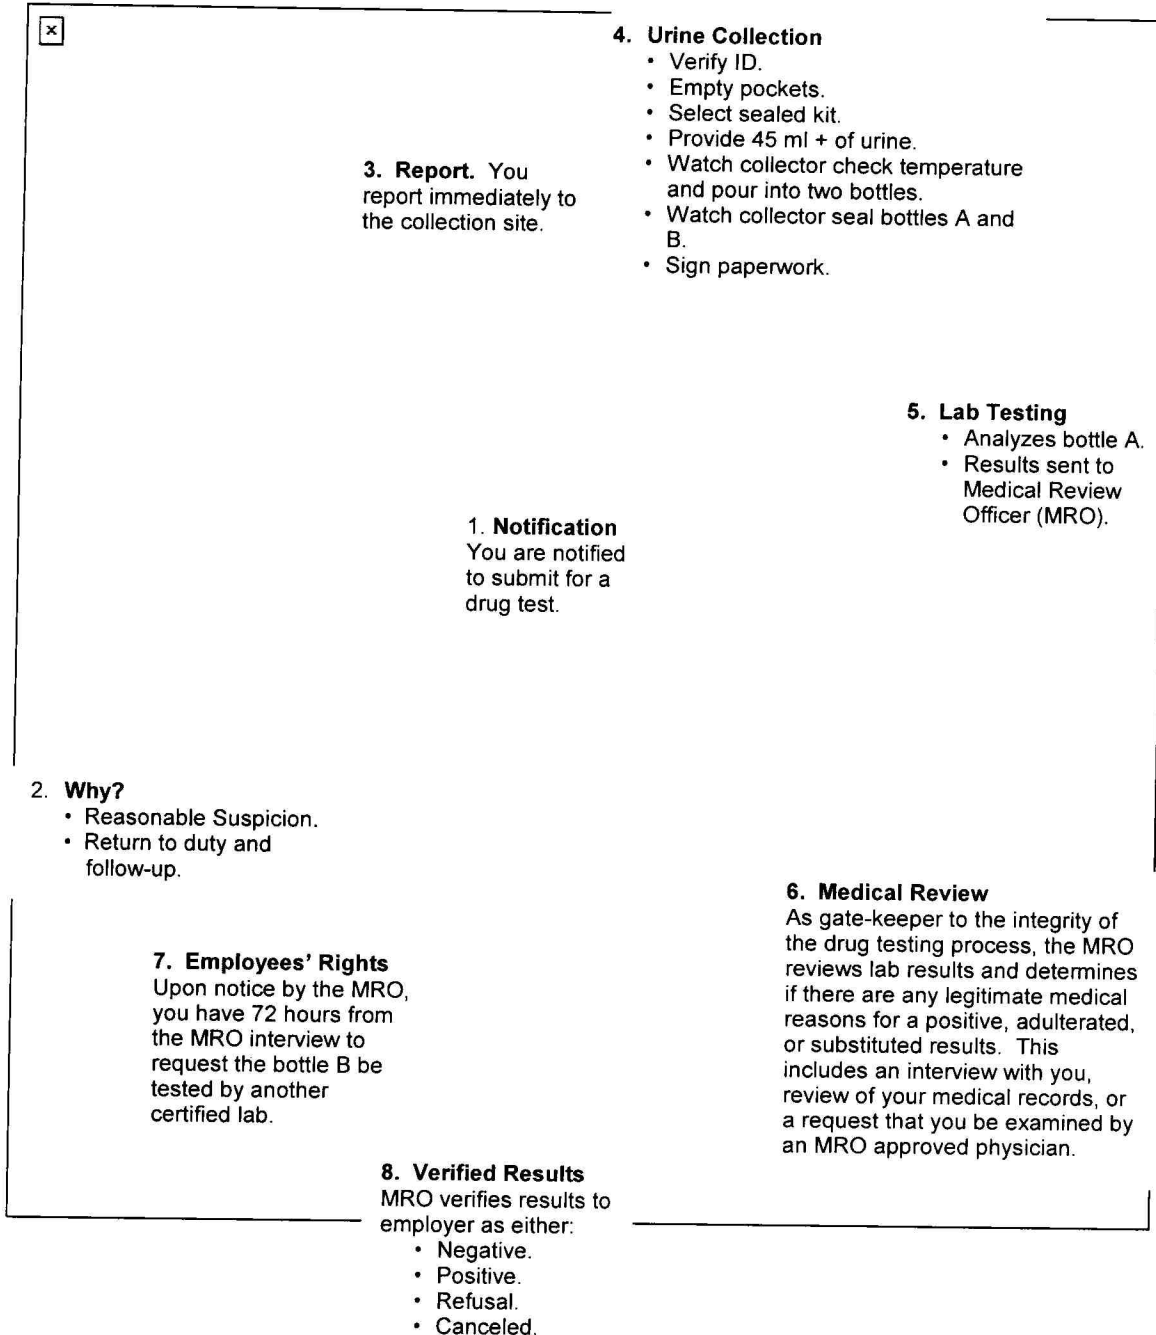 4. Urine Collection
• Verify ID.
• Empty pockets.
• Select sealed kit.
• Provide 45 ml + of urine.
• Watch collector check temperature
and pour into two bottles.
• Watch collector seal bottles A and
B.
• Sign paperwork.
3. Report. You
report immediately to
the collection site.
5. Lab Testing
• Analyzes bottle A.
• Results sent to
Medical Review
Officer (MRO).
1. Notification
You are notified
to submit for a
drug test.
2. Why?
• Reasonable Suspicion.
• Return to duty and
follow-up.
6. Medical Review
As gate-keeper to the integrity of
the drug testing process, the MRO
reviews lab results and determines
if there are any legitimate medical
reasons for a positive, adulterated,
or substituted results. This
includes an interview with you,
review of your medical records, or
a request that you be examined by
an MRO approved physician.
7. Employees' Rights
Upon notice by the MRO,
you have 72 hours from
the MRO interview to
request the bottle B be
tested by another
certified lab.
8. Verified Results
MRO verifies results to
employer as either:
• Negative.
• Positive.
• Refusal.
• Canceled.